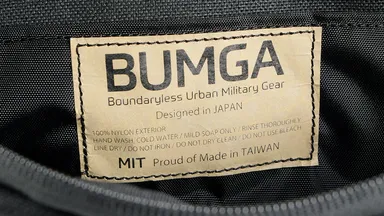 BUMGA
Boundaryless Urban Military Gear
Designed in JAPAN
100% NYLON EXTERIOR
HAND WASH, COLD WATER / MILD SOAP ONLY / RINSE THOROUGHLY
LINE DRY / DO NOT IRON / DO NOT DRY CLEAN / DO NOT USE BLEACH
MIT Proud of Made in TAIWAN